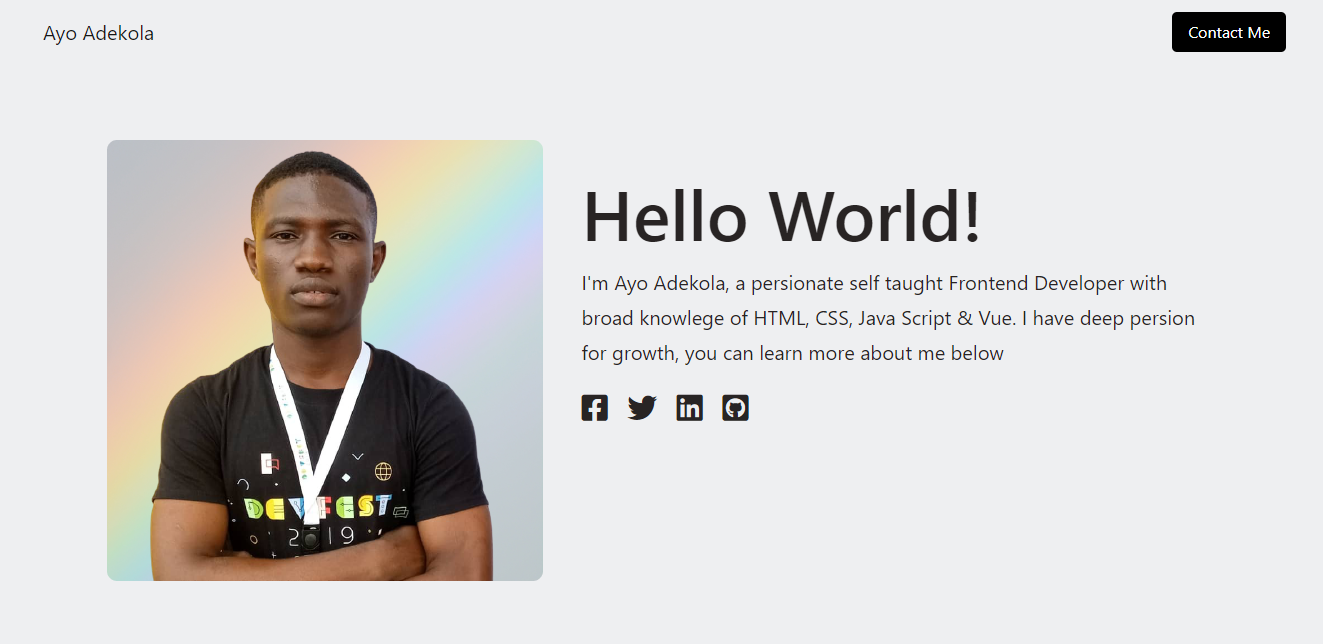 Ayo Adekola
Contact Me
Hello World!
I'm Ayo Adekola, a persionate self taught Frontend Developer with
broad knowlege of HTML, CSS, Java Script & Vue. I have deep persion
for growth, you can learn more about me below
DEVFEST
2019